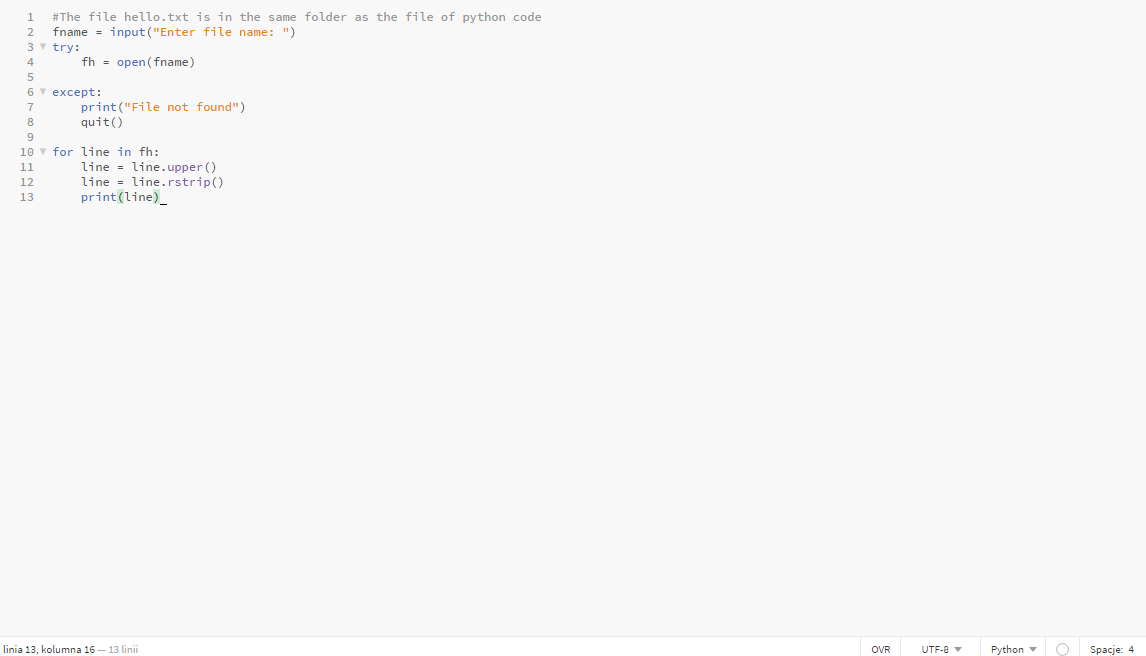 1 #The file hello.txt is in the same folder as the file of python code
2 fname = input("Enter file name: ")
3 try:
4     fh = open(fname)
5
6 except:
7     print("File not found")
8     quit()
9
10 for line in fh:
11     line = line.upper()
12     line = line.rstrip()
13     print(line)
linia 13, kolumna 16 — 13 linii OVR UTF-8 Python Spacje: 4